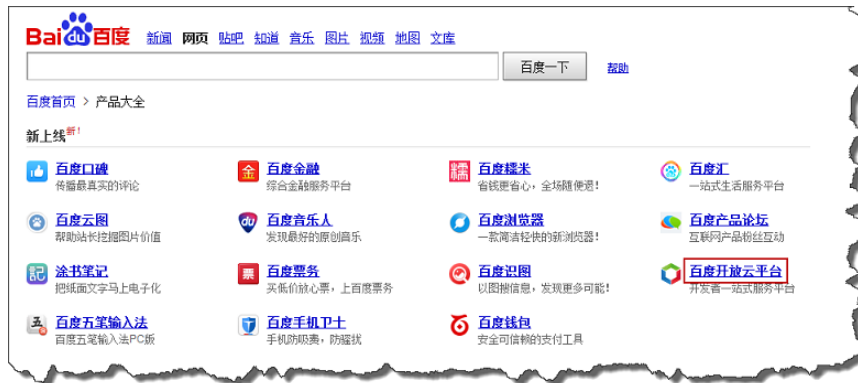 Bai du 百度 新闻 网页 贴吧 知道 音乐 图片 视频 地图 文库
百度一下 帮助
百度首页 > 产品大全
新上线 新!
百度口碑 百度金融 百度糯米 百度汇
传播最真实的评论 金 综合金融服务平台 糯 省钱更省心，全场随便退! 一站式生活服务平台
百度云图 du 百度音乐人 百度浏览器 百度产品论坛
帮助站长挖掘图片价值 发现最好的原创音乐 一款简洁轻快的新浏览器! 互联网产品粉丝互动
記 涂书笔记 票 百度票务 百度识图 百度开放云平台
把纸面文字马上电子化 买低价放心票，上百度票务 以图搜信息，发现更多可能! 开发者一站式服务平台
五 百度五笔输入法 百度手机卫士 百度钱包
百度五笔输入法PC版 手机防吸费，防骚扰 安全可信赖的支付工具